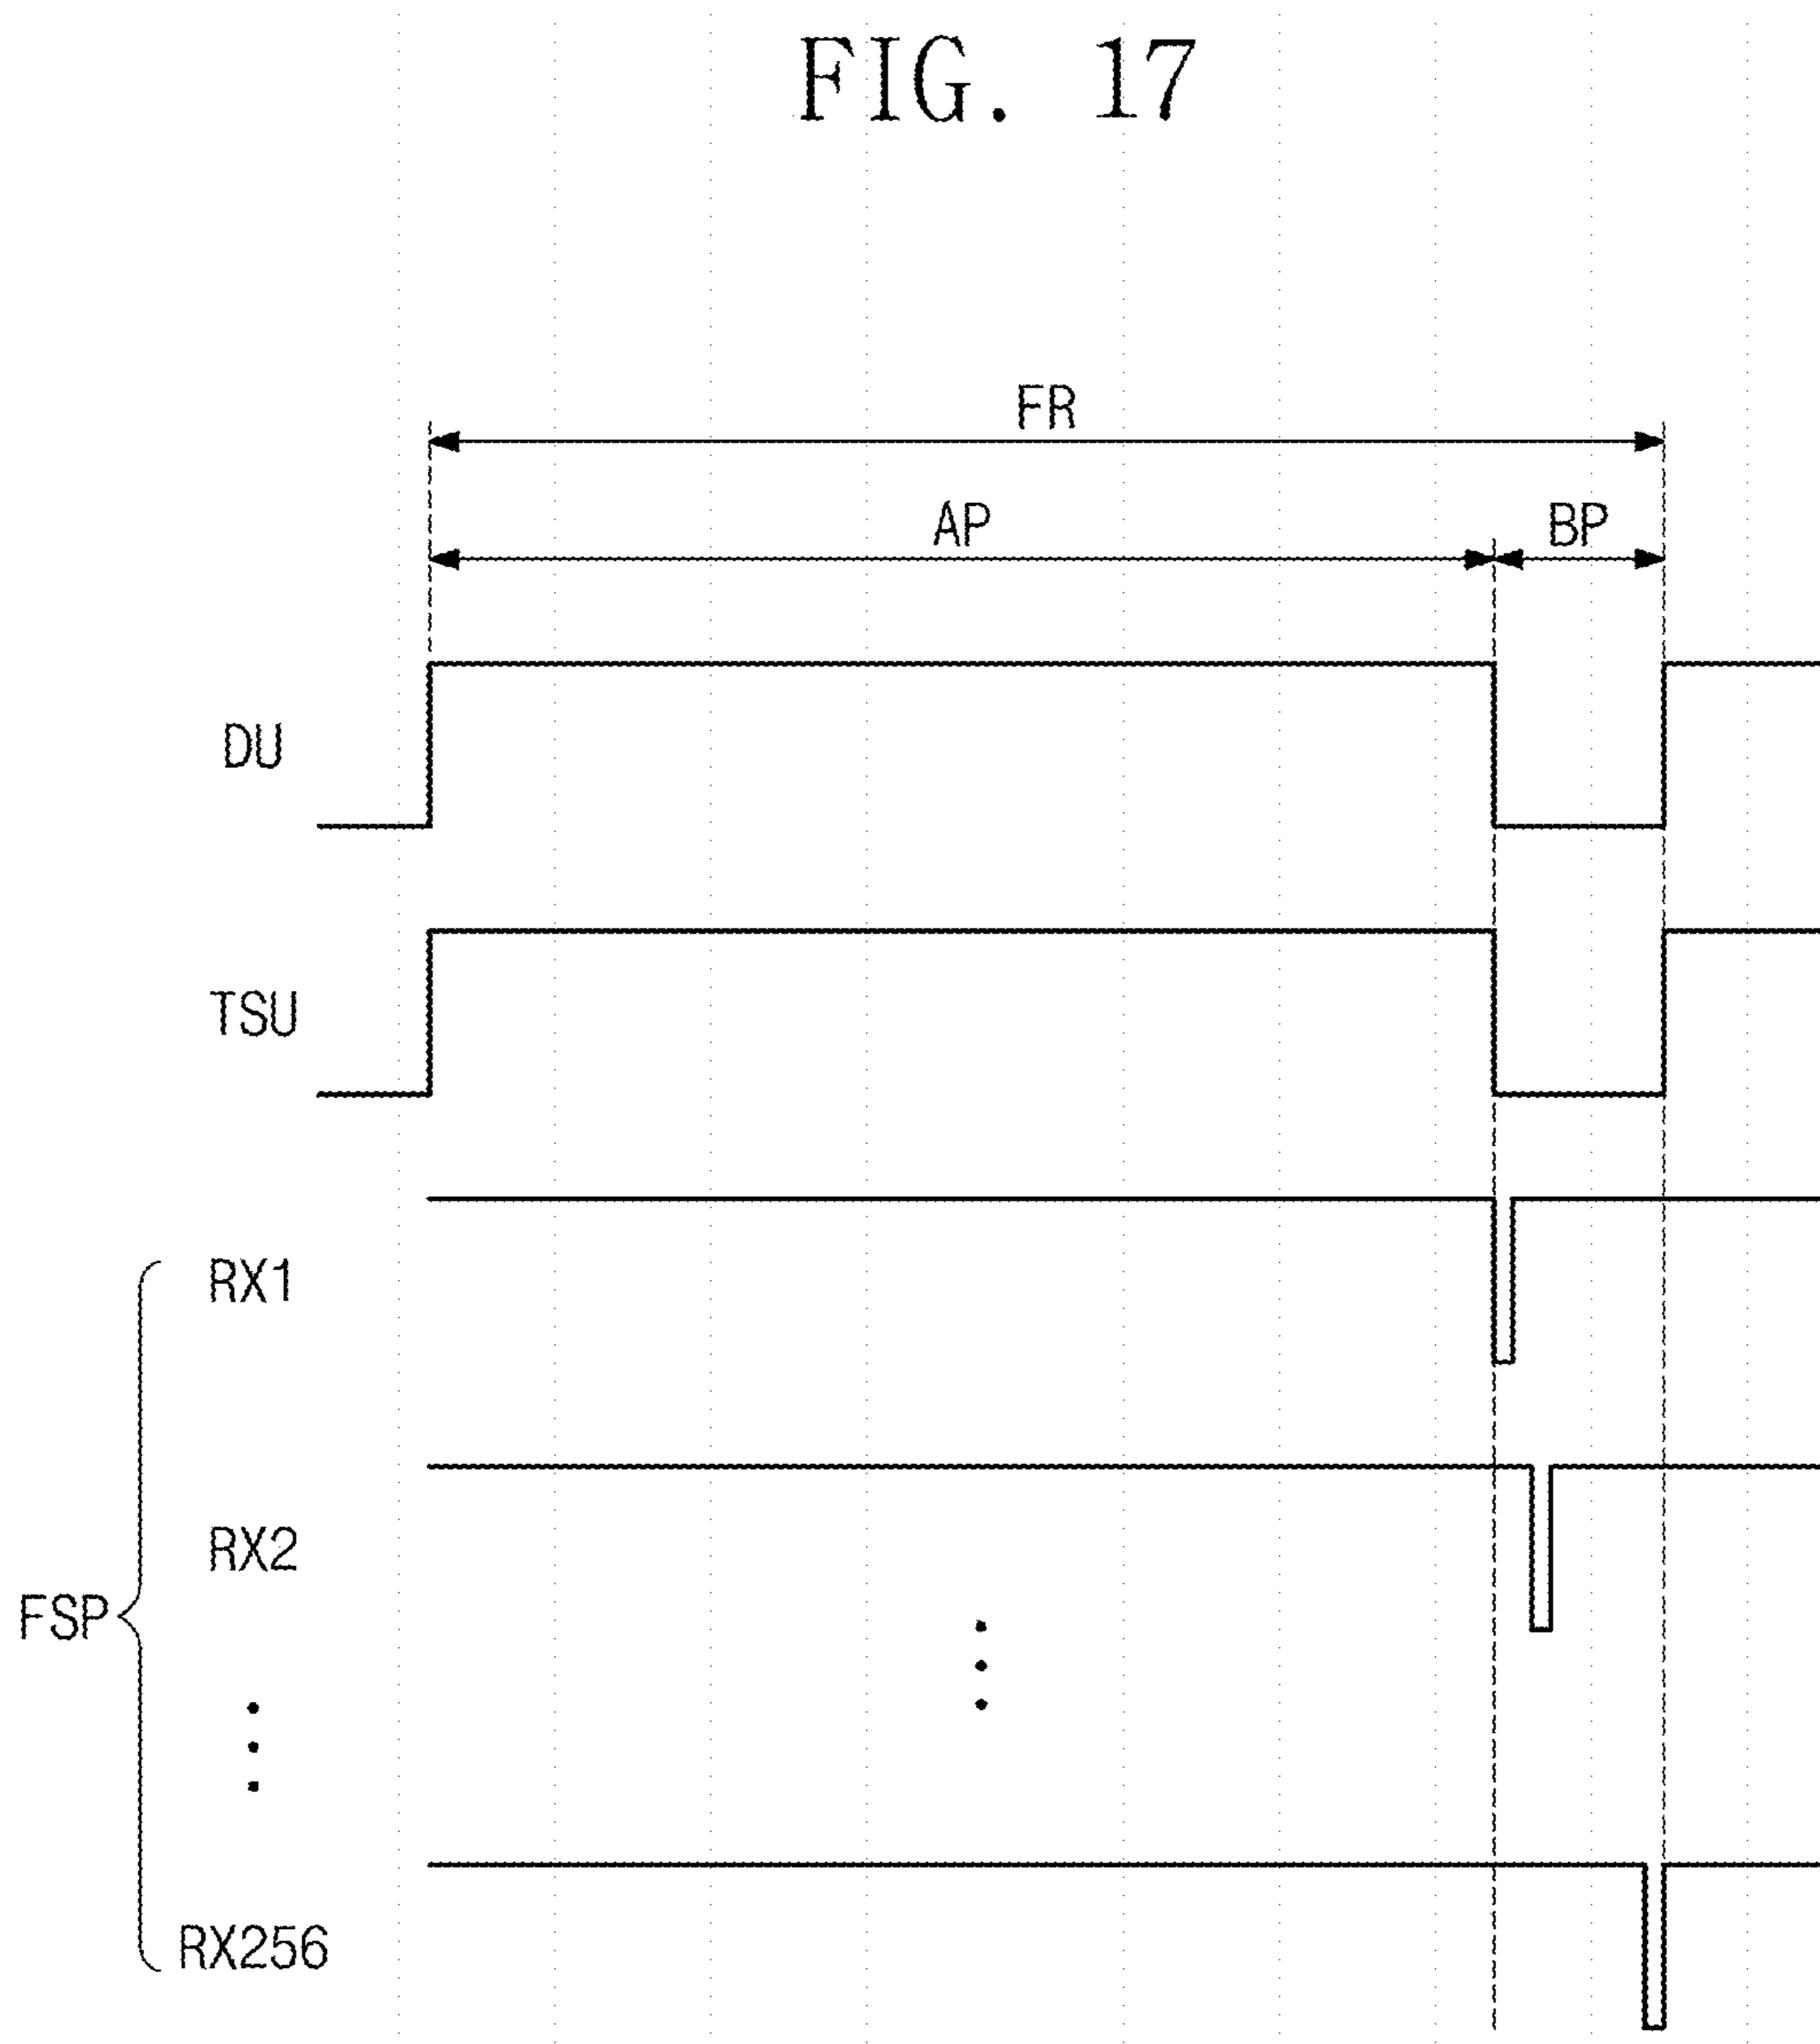 FIG. 17
FR
AP BP
DU
TSU
RX1
RX2
FSP
RX256